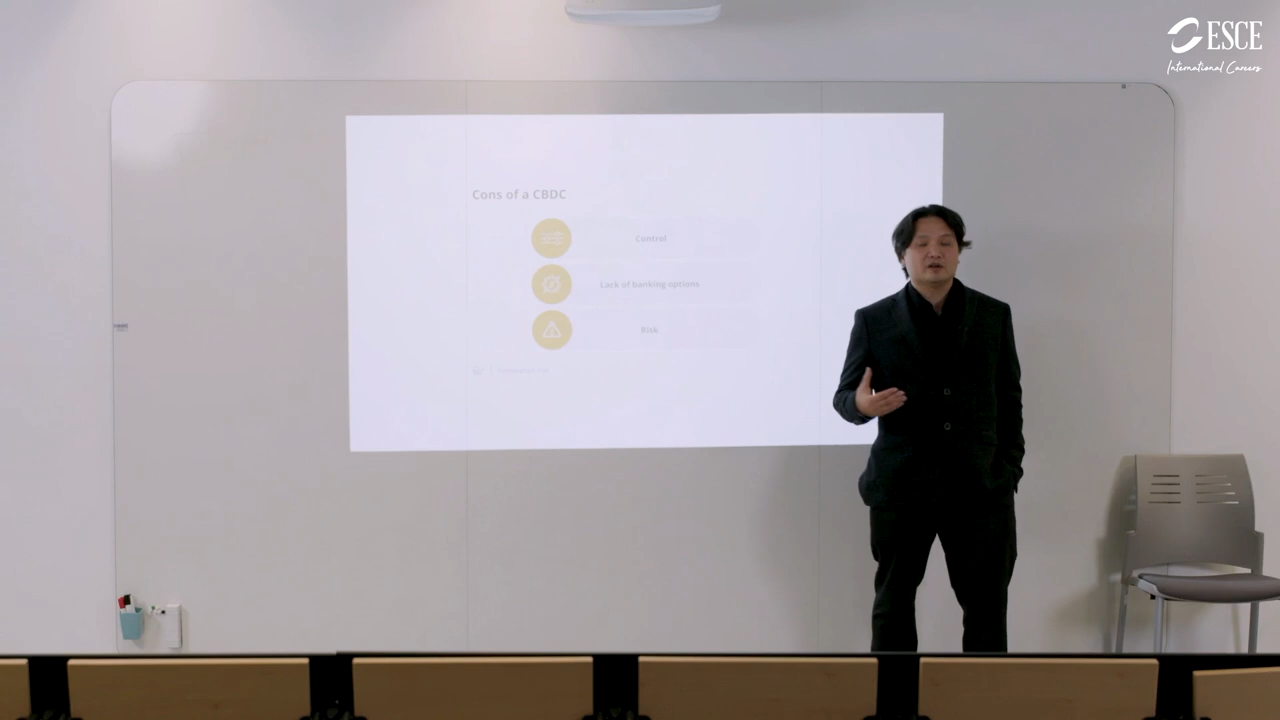 ESCE
International Careers
Cons of a CBDC
Control
Lack of banking options
Risk